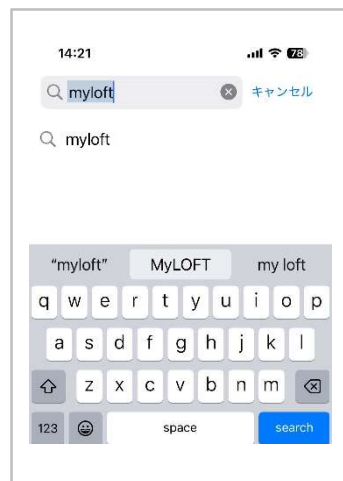 14:21 78
myloft キャンセル
myloft
“myloft” MyLOFT my loft
q w e r t y u i o p
a s d f g h j k l
z x c v b n m
123 space search